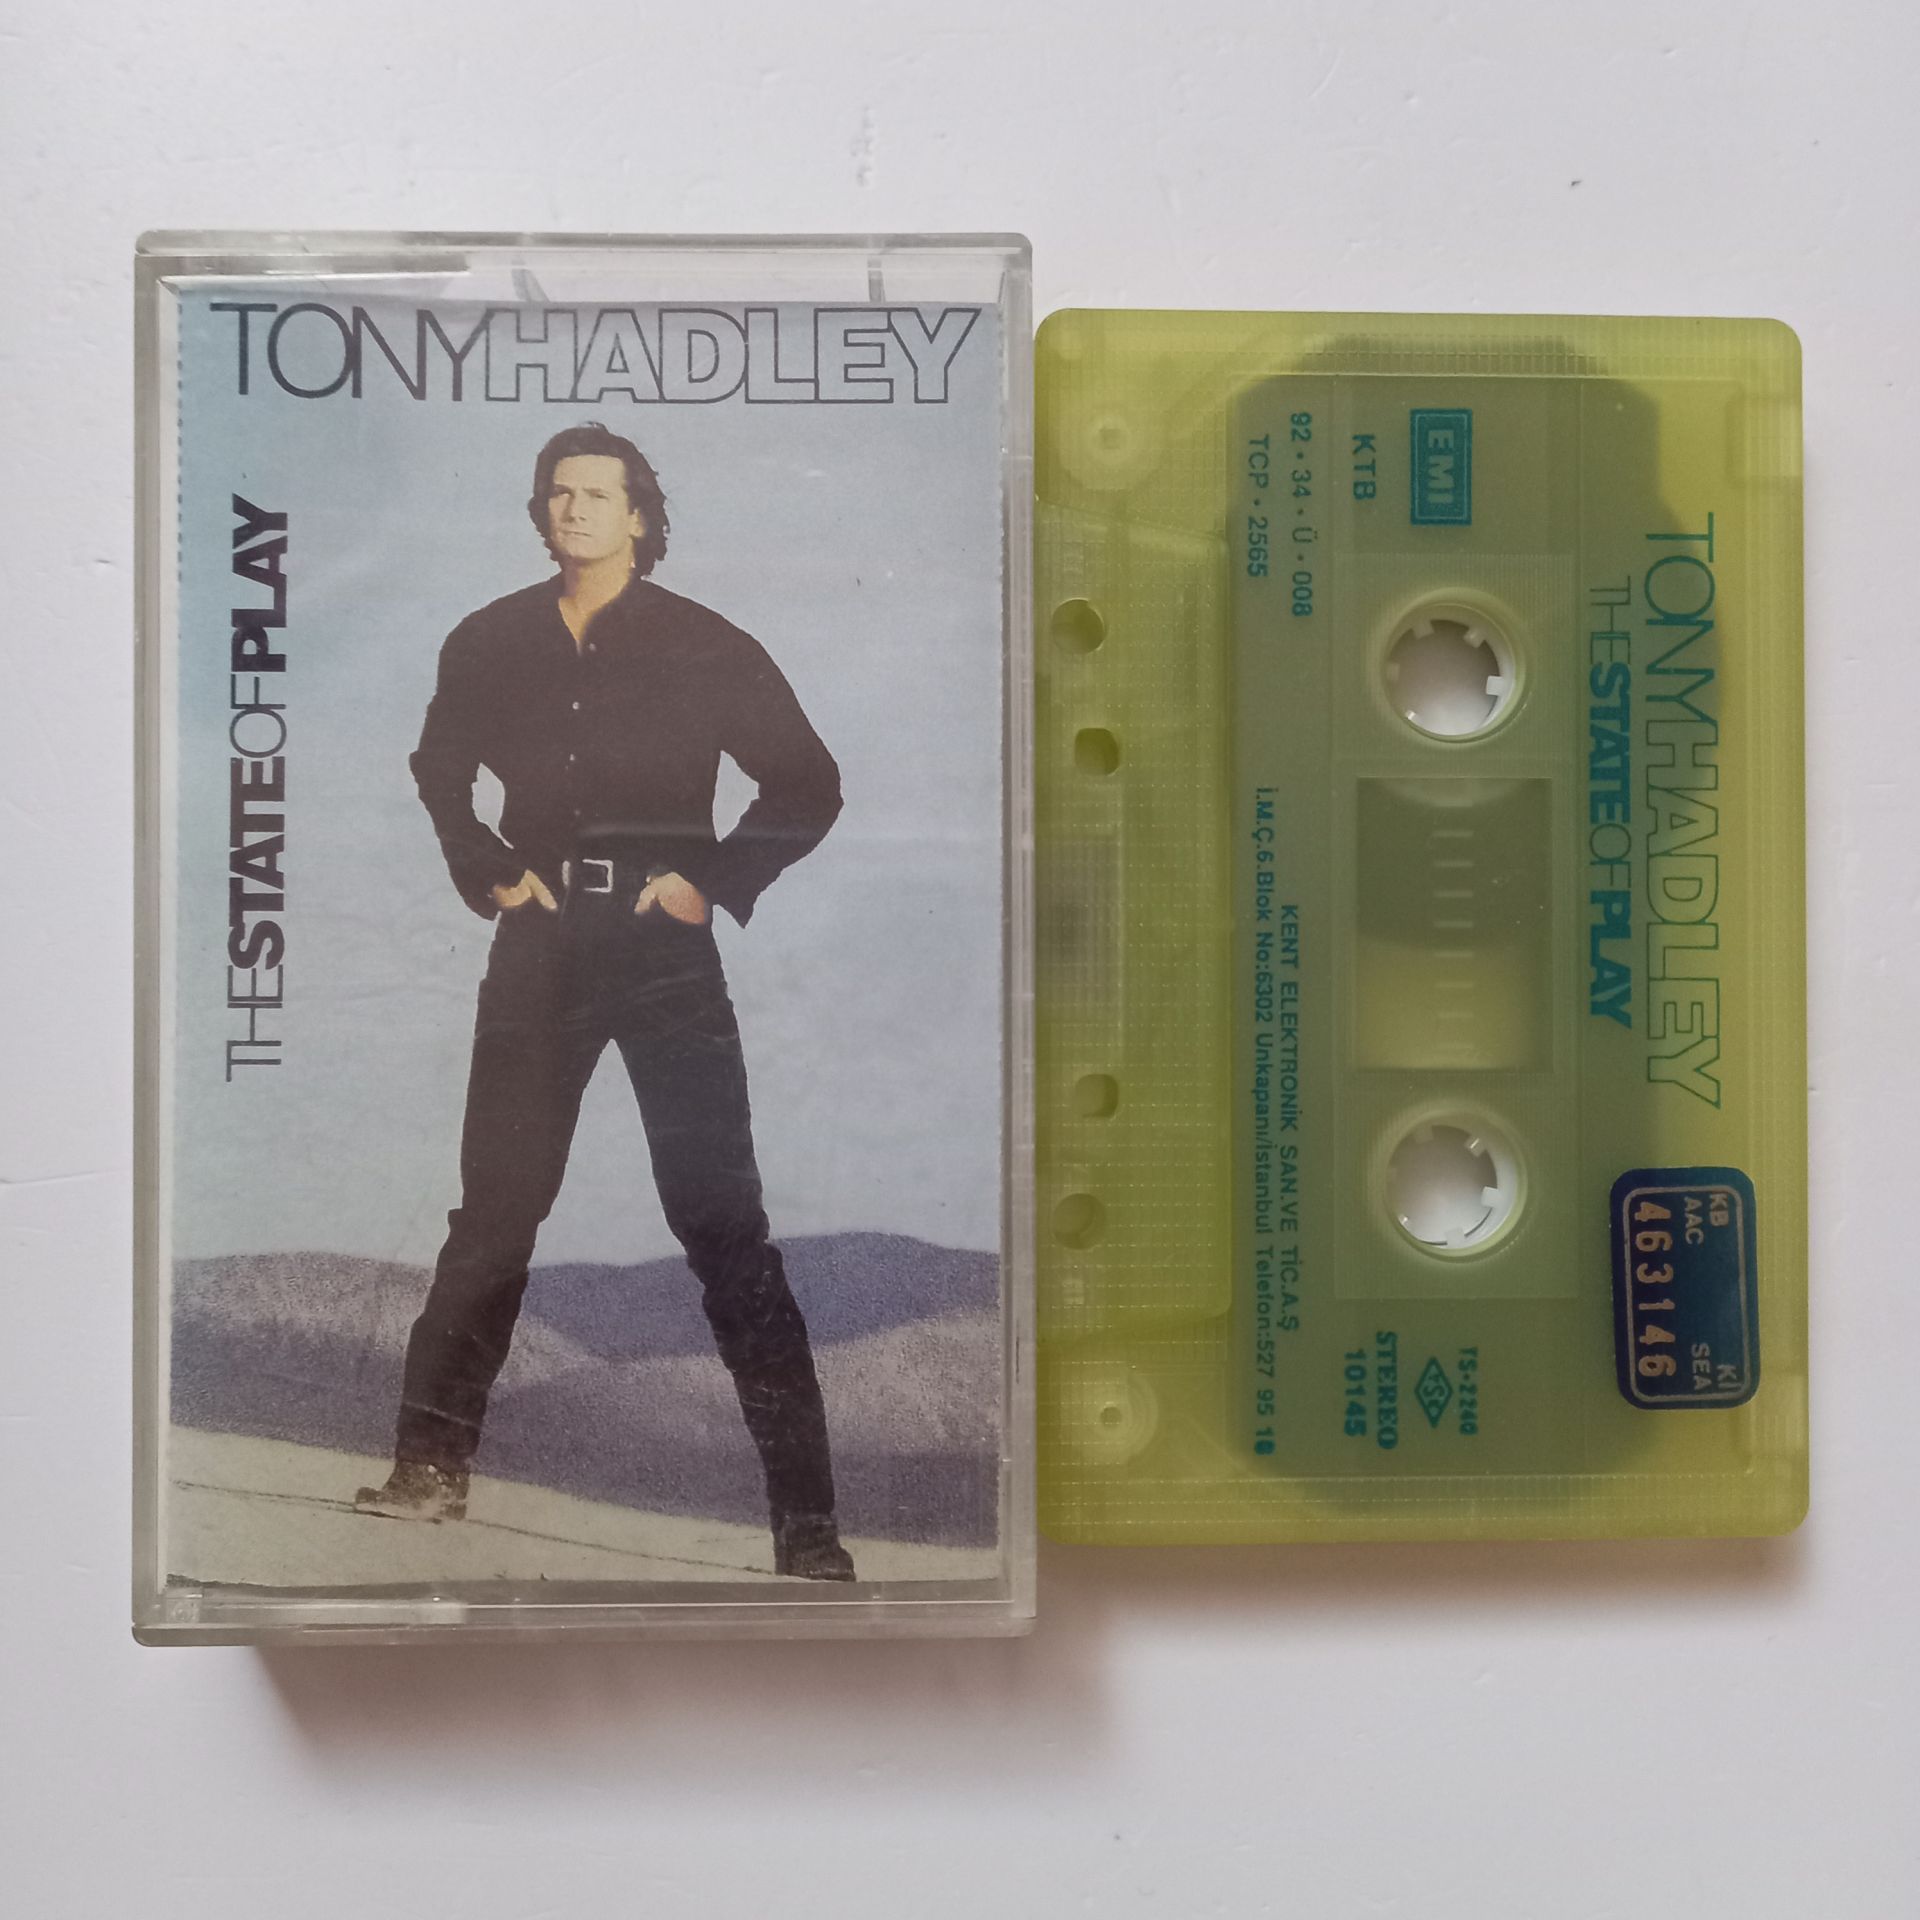 TONYHADLEY
THESTATEOFPLAY
TONYHADLEY
THESTATEOFPLAY
EMI
KTB
92·34·Ü·008
TCP·2565
KENT ELEKTRONİK SAN.VE TİC.A.Ş
İ.M.Ç.6.Blok No:6302 Unkapanı/İstanbul Telefon:527 95 18
TS·2240
TSE
STEREO
10145
KB KI
AAC SEA
463146